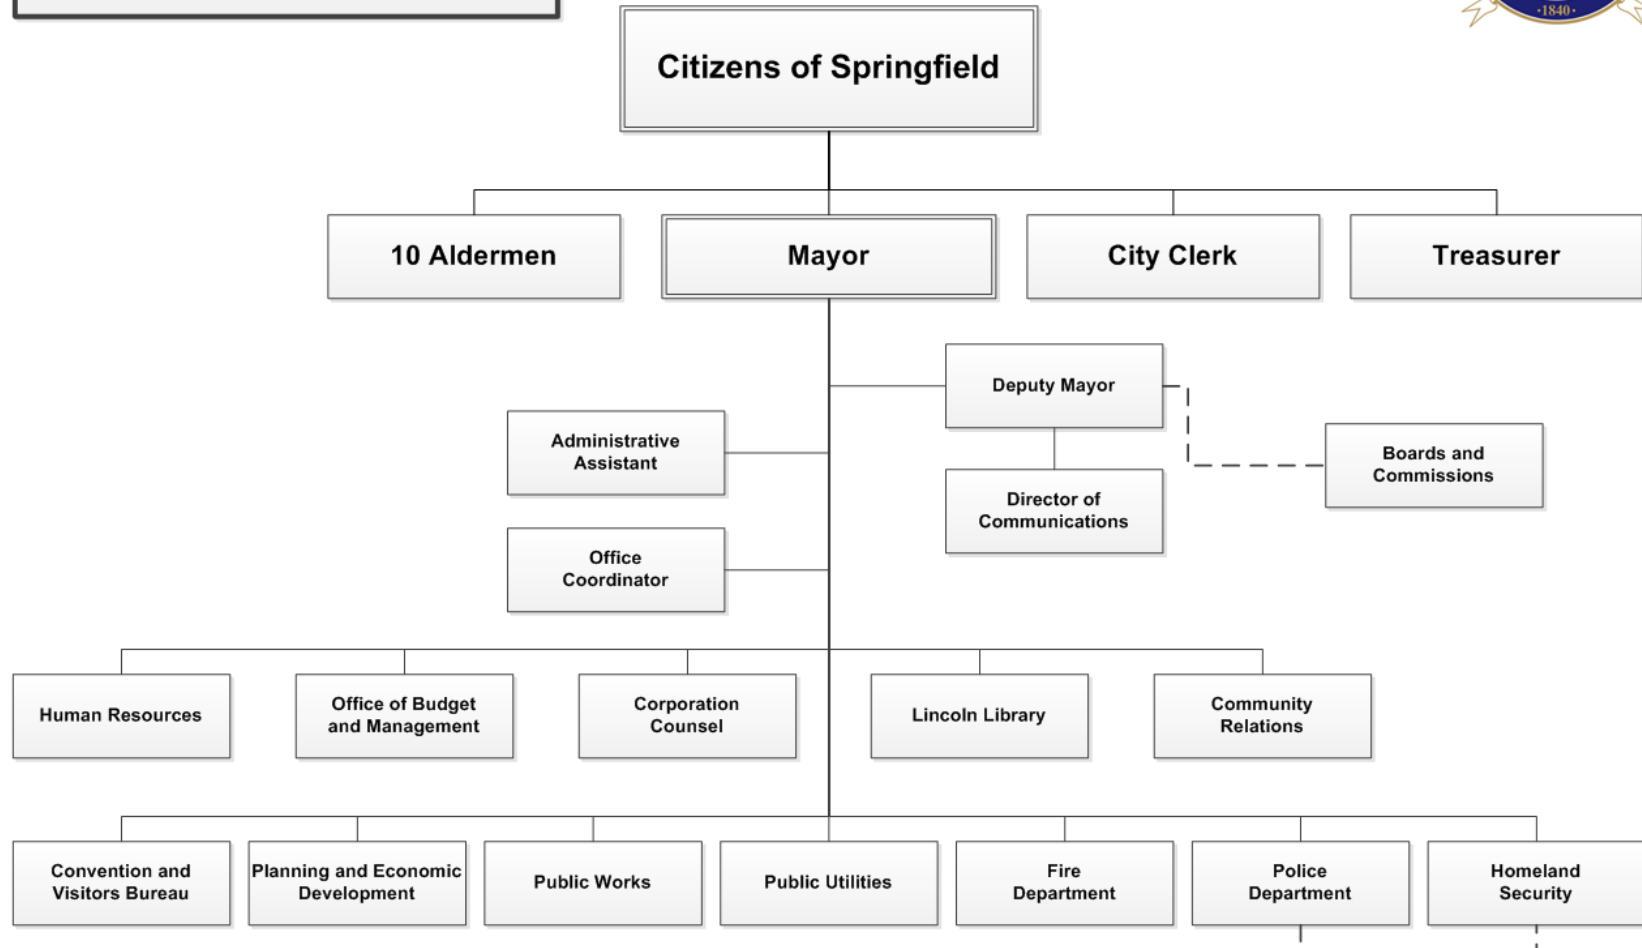 ·1840·
Citizens of Springfield
10 Aldermen
Mayor
City Clerk
Treasurer
Deputy Mayor
Administrative
Assistant
Boards and
Commissions
Director of
Communications
Office
Coordinator
Human Resources
Office of Budget
and Management
Corporation
Counsel
Lincoln Library
Community
Relations
Convention and
Visitors Bureau
Planning and Economic
Development
Public Works
Public Utilities
Fire
Department
Police
Department
Homeland
Security